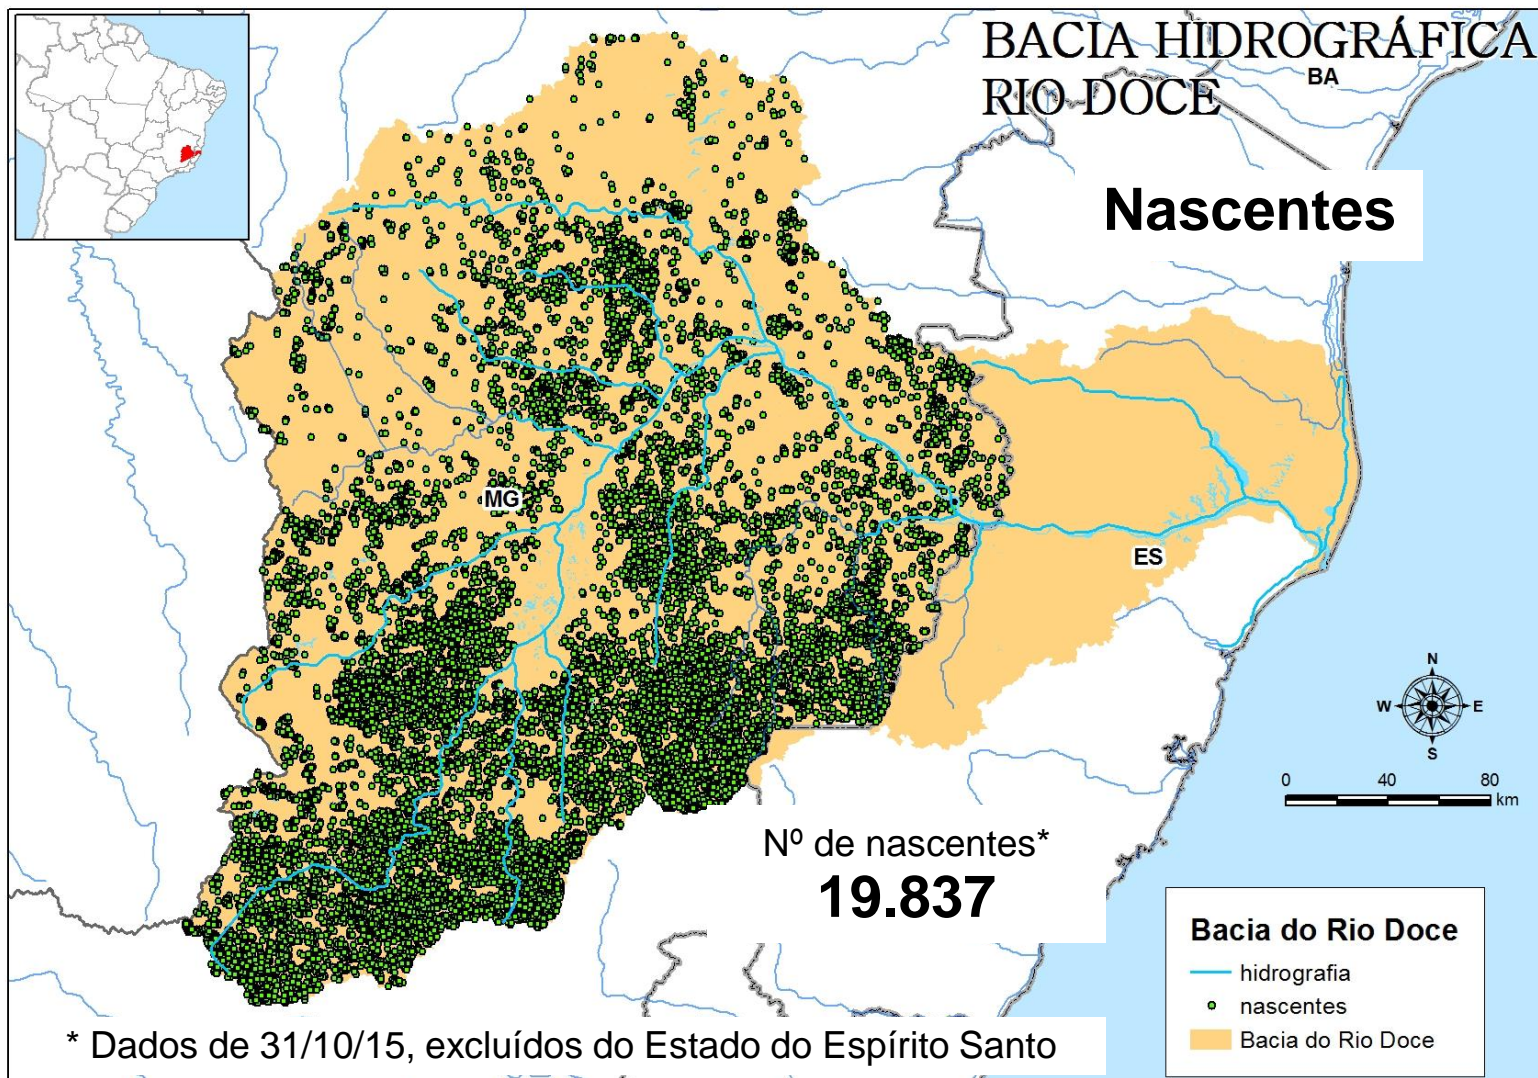 BACIA HIDROGRÁFICA
RIO DOCE
BA
Nascentes
MG
ES
N
W
E
S
0 40 80
km
Nº de nascentes*
19.837
Bacia do Rio Doce
hidrografia
nascentes
Bacia do Rio Doce
* Dados de 31/10/15, excluídos do Estado do Espírito Santo